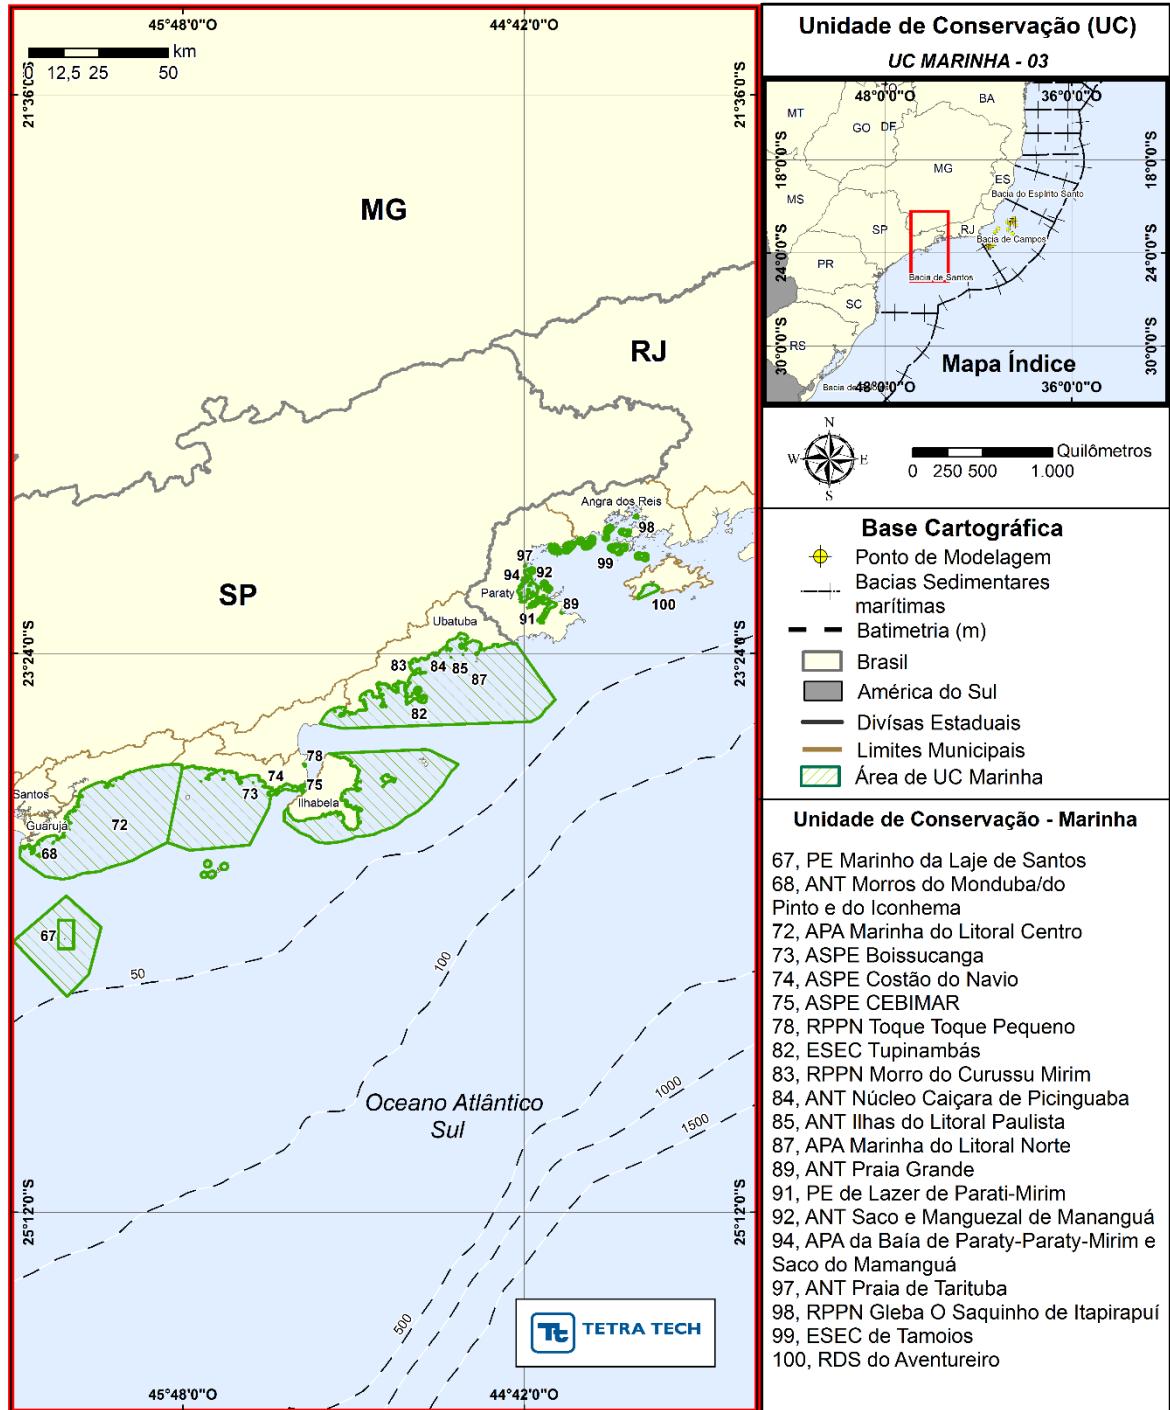 45°48'0"O
44°42'0"O
km
0 12,5 25 50
21°36'0"S
21°36'0"S
MG
RJ
SP
Angra dos Reis
98
97
99
94
92
100
Paraty
89
91
Ubatuba
23°24'0"S
23°24'0"S
83
84
85
87
82
78
74
75
73
Ilhabela
Santos
Guarujá
72
68
67
50
100
1000
1500
500
Oceano Atlântico
Sul
25°12'0"S
25°12'0"S
Tt TETRA TECH
45°48'0"O
44°42'0"O
Unidade de Conservação (UC)
UC MARINHA - 03
48°0'0"O
36°0'0"O
TO
BA
MT
GO
DF
18°0'0"S
18°0'0"S
MG
ES
Bacia do Espírito Santo
MS
SP
RJ
Bacia de Campos
24°0'0"S
24°0'0"S
PR
Bacia de Santos
SC
30°0'0"S
30°0'0"S
RS
Mapa Índice
Bacia de
48°0'0"O
36°0'0"O
N
W E
S
Quilômetros
0 250 500 1.000
Base Cartográfica
Ponto de Modelagem
Bacias Sedimentares
marítimas
Batimetria (m)
Brasil
América do Sul
Divísas Estaduais
Limites Municipais
Área de UC Marinha
Unidade de Conservação - Marinha
67, PE Marinho da Laje de Santos
68, ANT Morros do Monduba/do
Pinto e do Iconhema
72, APA Marinha do Litoral Centro
73, ASPE Boissucanga
74, ASPE Costão do Navio
75, ASPE CEBIMAR
78, RPPN Toque Toque Pequeno
82, ESEC Tupinambás
83, RPPN Morro do Curussu Mirim
84, ANT Núcleo Caiçara de Picinguaba
85, ANT Ilhas do Litoral Paulista
87, APA Marinha do Litoral Norte
89, ANT Praia Grande
91, PE de Lazer de Parati-Mirim
92, ANT Saco e Manguezal de Mananguá
94, APA da Baía de Paraty-Paraty-Mirim e
Saco do Mamanguá
97, ANT Praia de Tarituba
98, RPPN Gleba O Saquinho de Itapirapuí
99, ESEC de Tamoios
100, RDS do Aventureiro